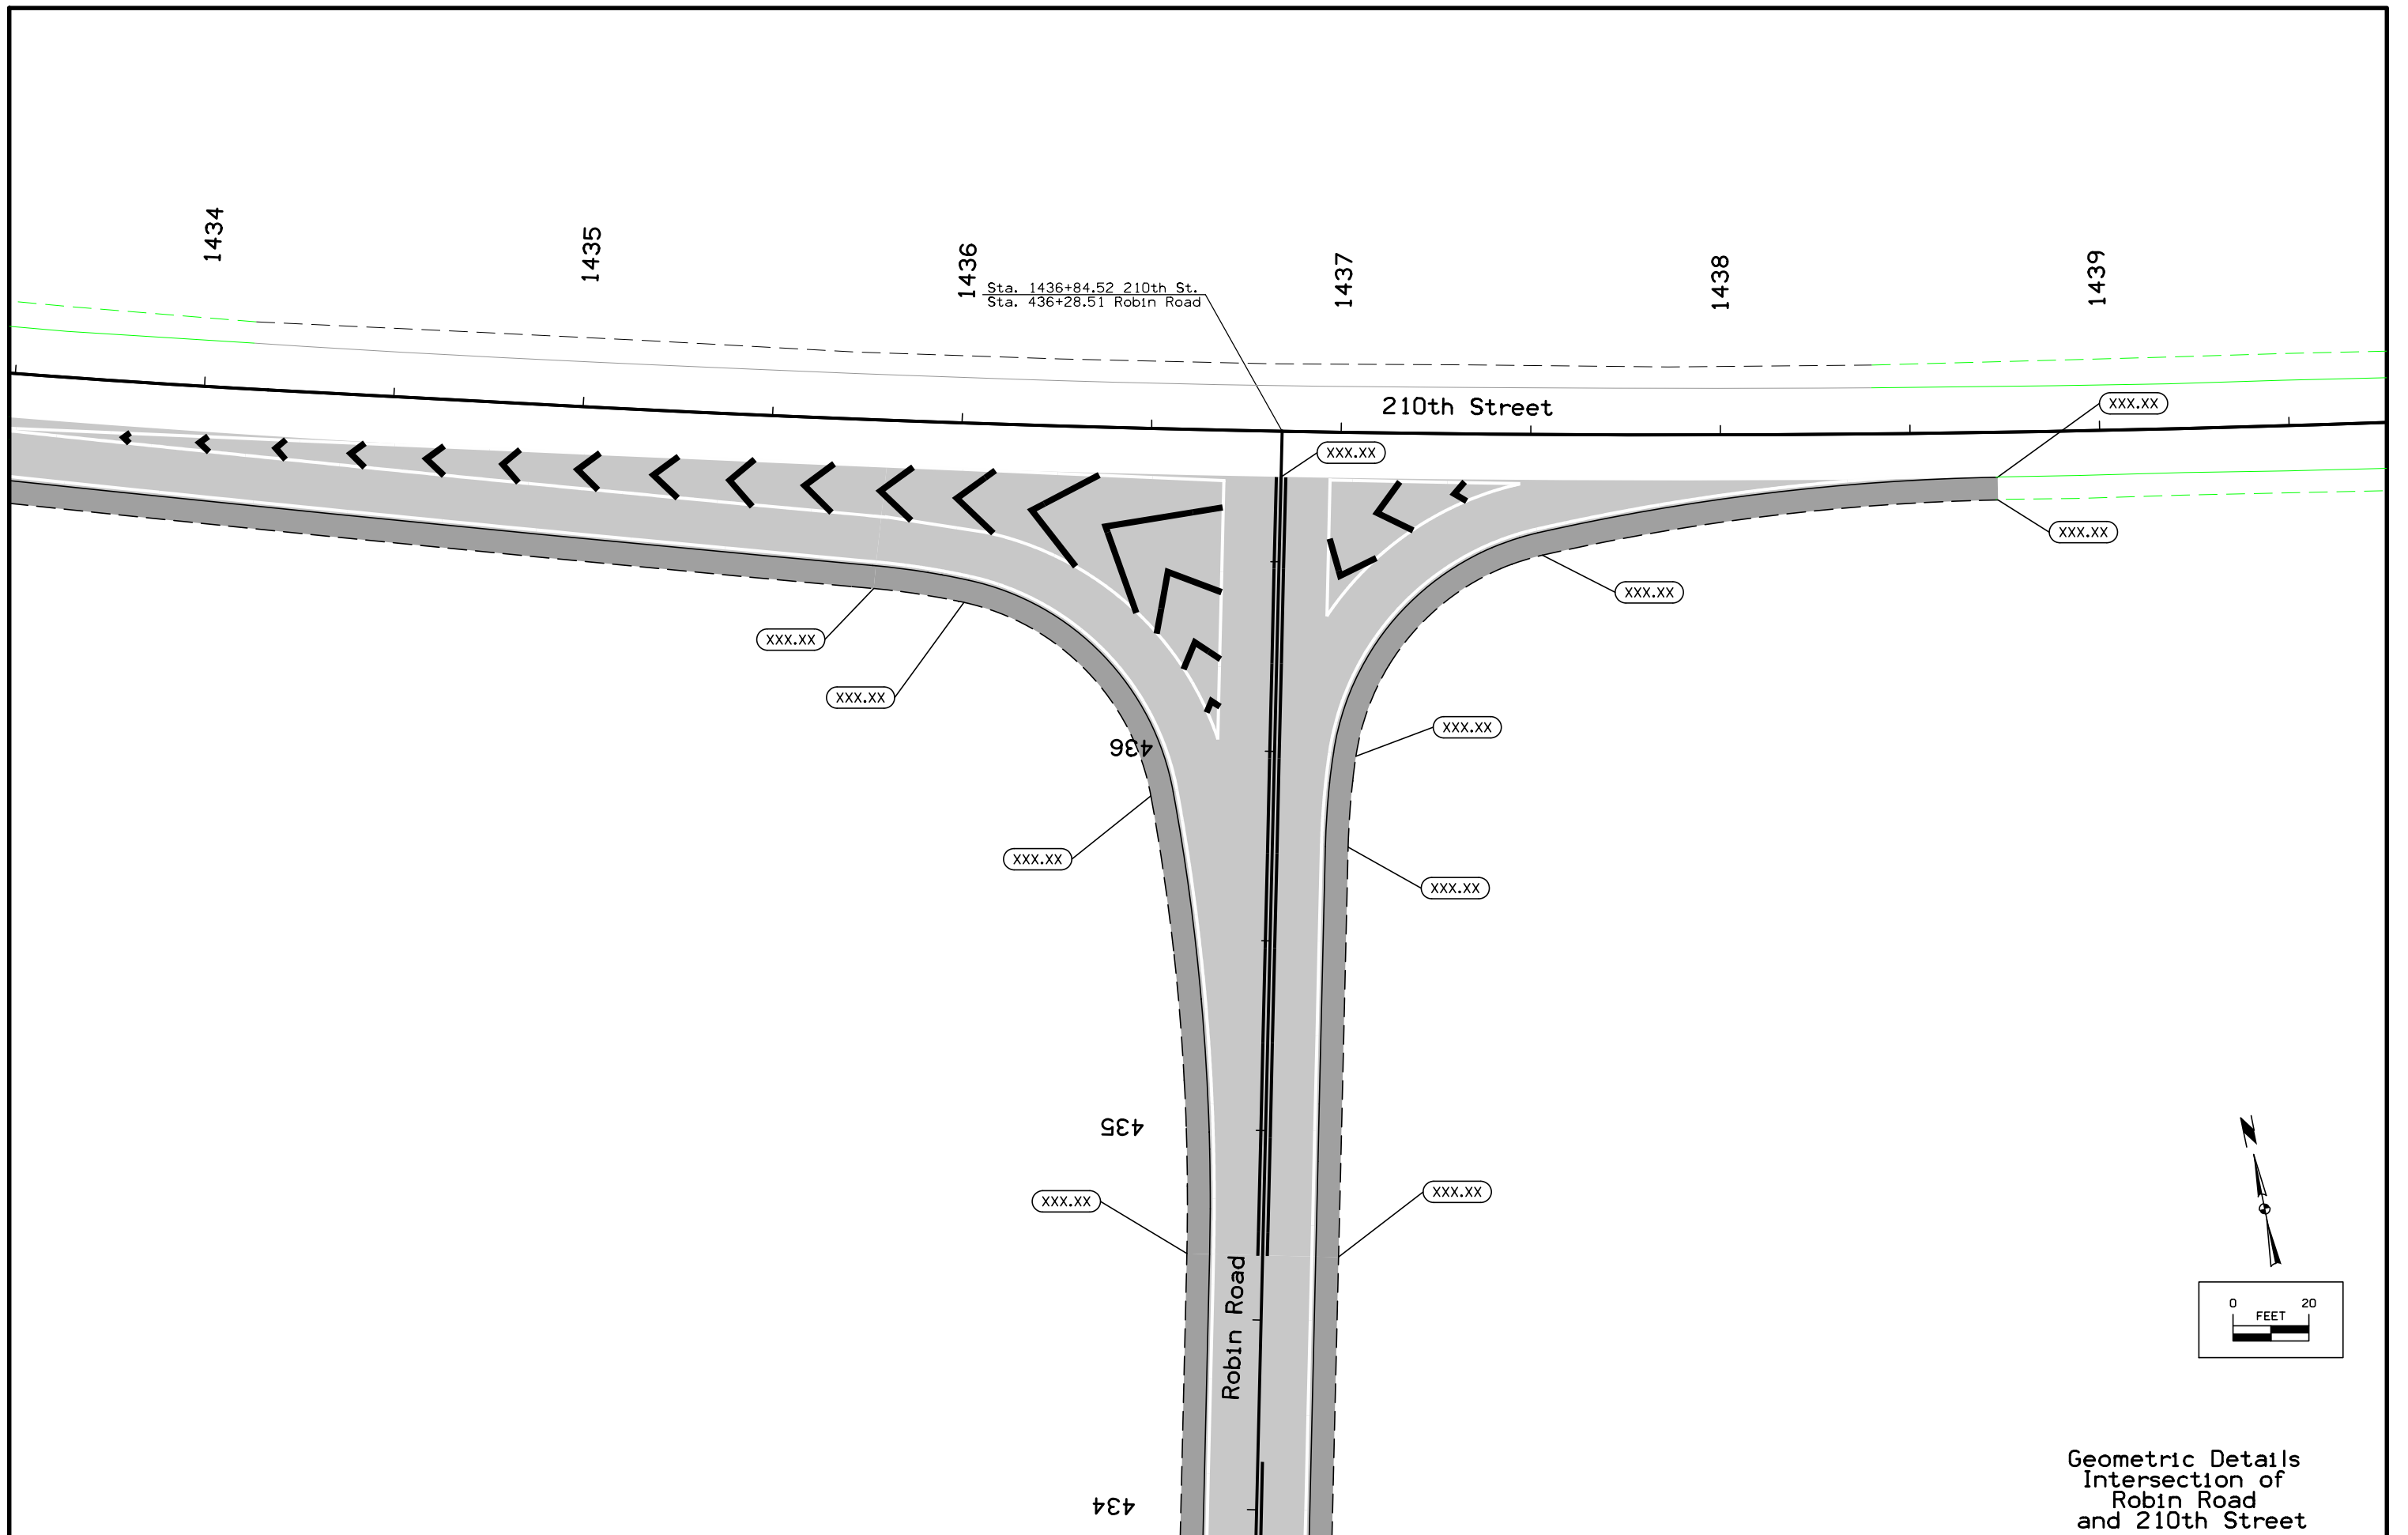 1434
1435
1436
1437
1438
1439
Sta. 1436+84.52 210th St.
Sta. 436+28.51 Robin Road
210th Street
XXX.XX
XXX.XX
XXX.XX
XXX.XX
XXX.XX
XXX.XX
XXX.XX
436
XXX.XX
XXX.XX
435
XXX.XX
XXX.XX
Robin Road
434
N
0 20
FEET
Geometric Details
Intersection of
Robin Road
and 210th Street